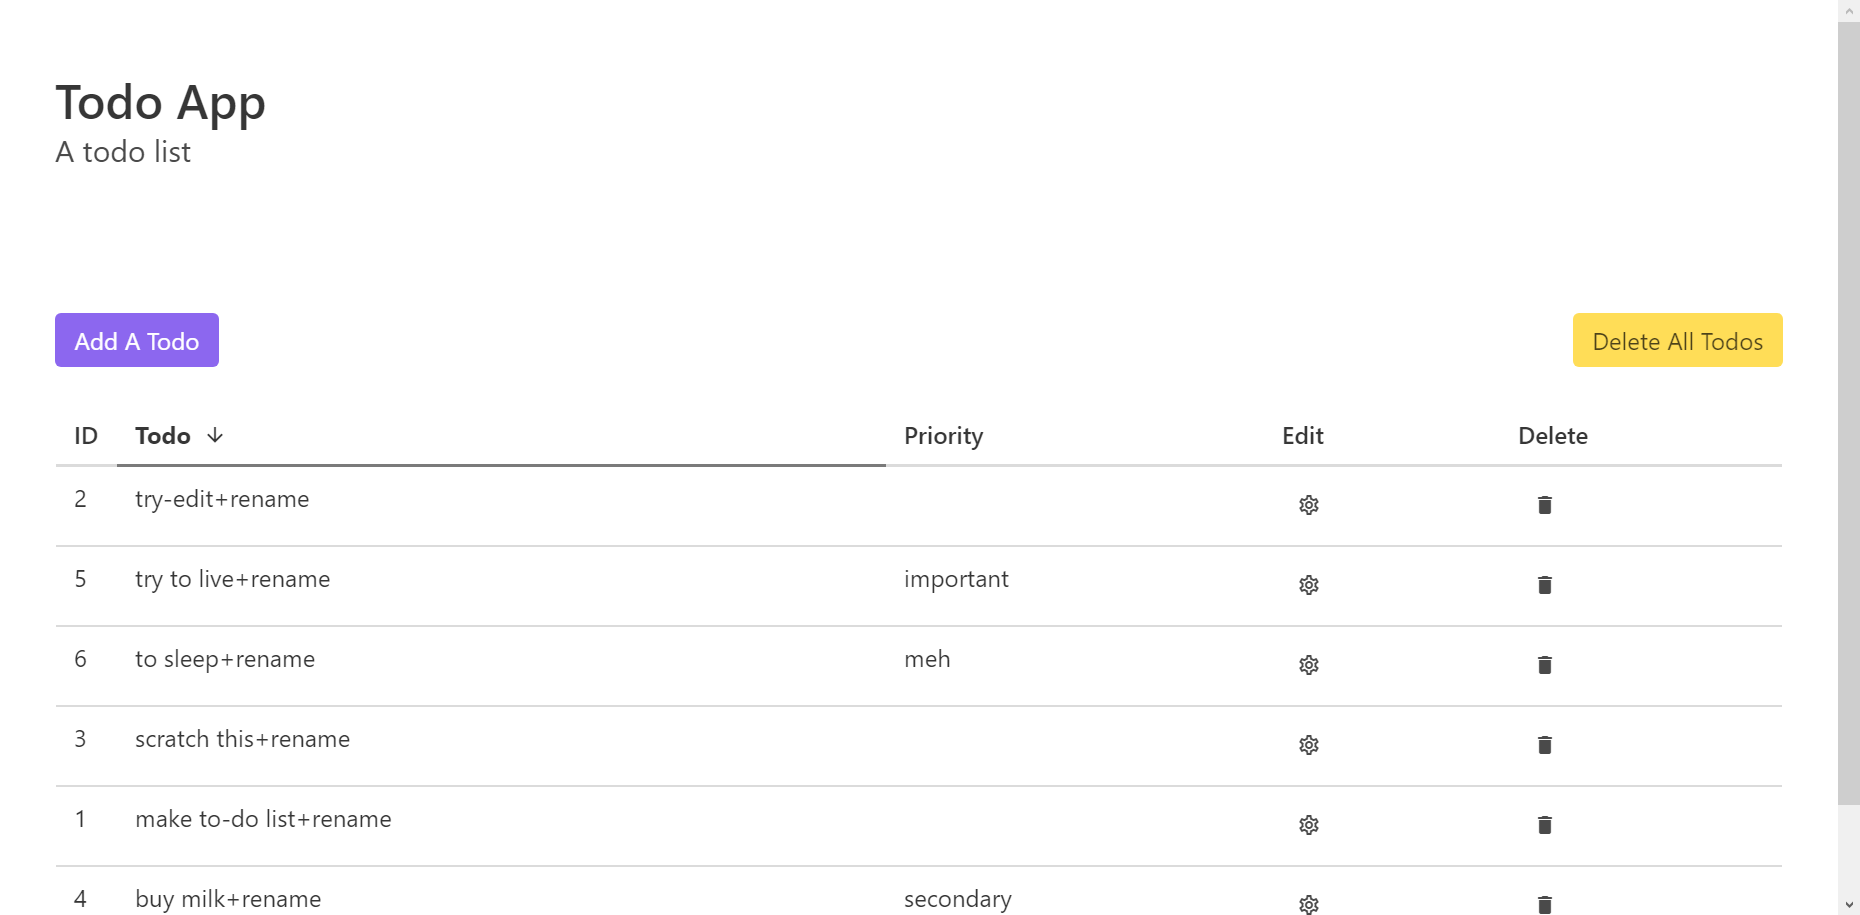 Todo App
A todo list
Add A Todo
Delete All Todos
ID Todo Priority Edit Delete
2 try-edit+rename
5 try to live+rename important
6 to sleep+rename meh
3 scratch this+rename
1 make to-do list+rename
4 buy milk+rename secondary